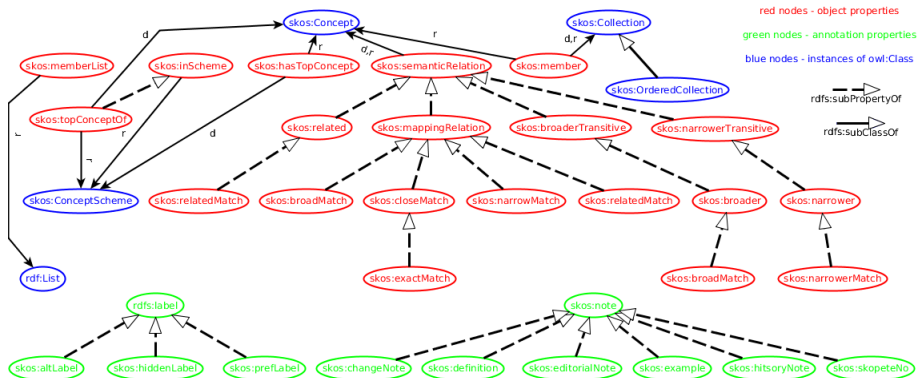 skos:Concept
skos:Collection
red nodes - object properties
green nodes - annotation properties
blue nodes - instances of owl:Class
d
r
d,r
r
d,r
skos:memberList
skos:inScheme
skos:hasTopConcept
skos:semanticRelation
skos:member
skos:OrderedCollection
rdfs:subPropertyOf
rdfs:subClassOf
skos:topConceptOf
skos:related
skos:mappingRelation
skos:broaderTransitive
skos:narrowerTransitive
r
r
r
d
skos:ConceptScheme
skos:relatedMatch
skos:broadMatch
skos:closeMatch
skos:narrowMatch
skos:relatedMatch
skos:broader
skos:narrower
rdf:List
skos:exactMatch
skos:broadMatch
skos:narrowerMatch
rdfs:label
skos:note
skos:altLabel
skos:hiddenLabel
skos:prefLabel
skos:changeNote
skos:definition
skos:editorialNote
skos:example
skos:hitsoryNote
skos:skopeteNo